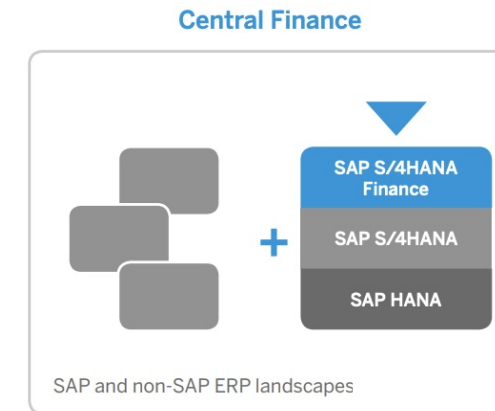 Central Finance
+
SAP S/4HANA
Finance
SAP S/4HANA
SAP HANA
SAP and non-SAP ERP landscapes